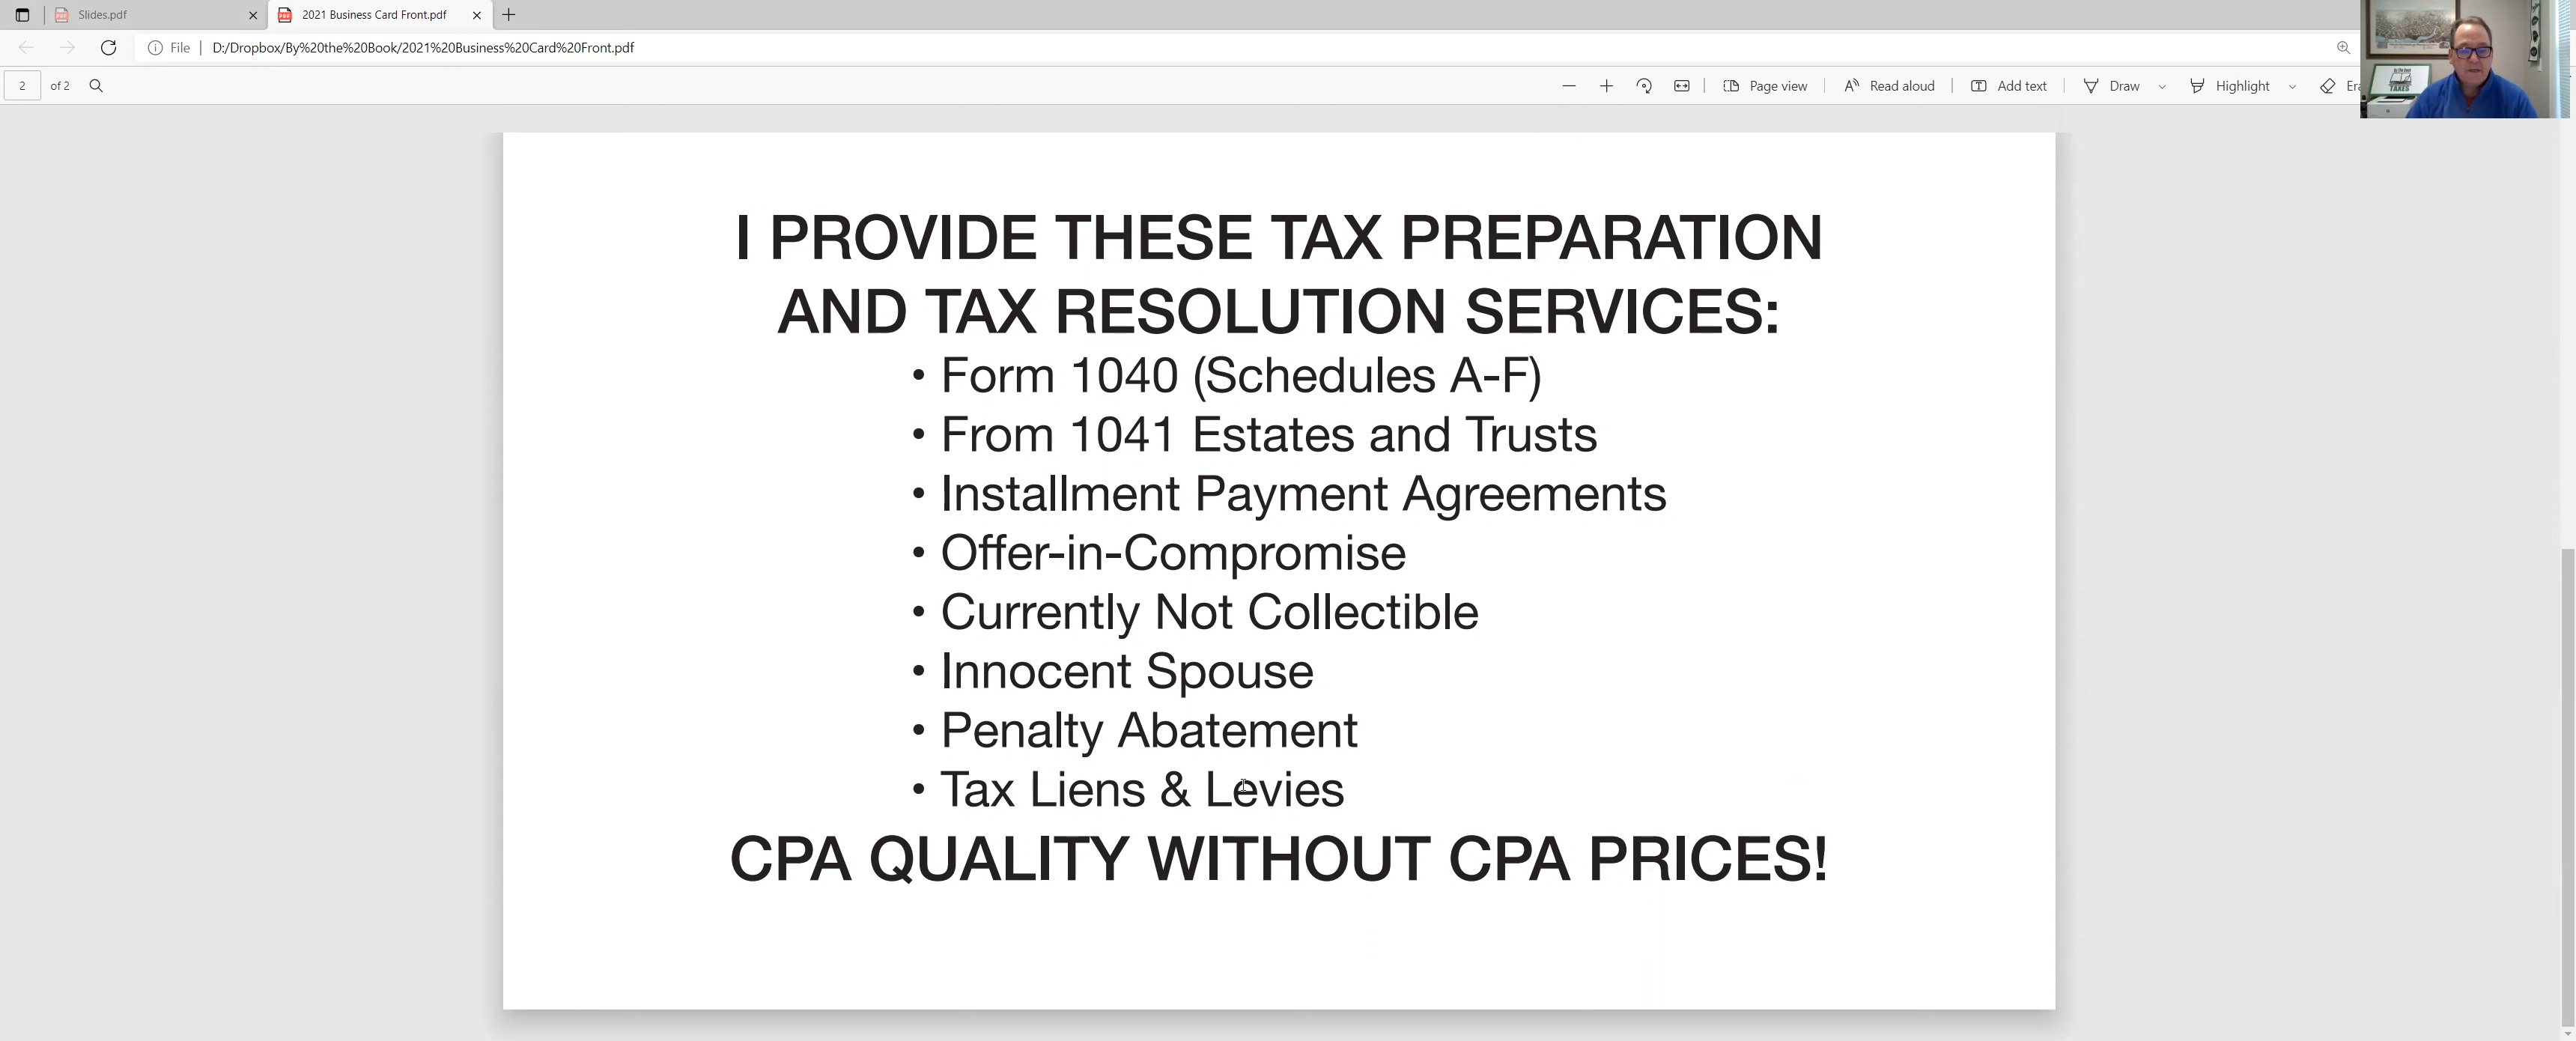 Slides.pdf
2021 Business Card Front.pdf
File
D:/Dropbox/By%20the%20Book/2021%20Business%20Card%20Front.pdf
2 of 2
Page view
Read aloud
Add text
Draw
Highlight
TAXES
I PROVIDE THESE TAX PREPARATION
AND TAX RESOLUTION SERVICES:
• Form 1040 (Schedules A-F)
• From 1041 Estates and Trusts
• Installment Payment Agreements
• Offer-in-Compromise
• Currently Not Collectible
• Innocent Spouse
• Penalty Abatement
• Tax Liens & Levies
CPA QUALITY WITHOUT CPA PRICES!